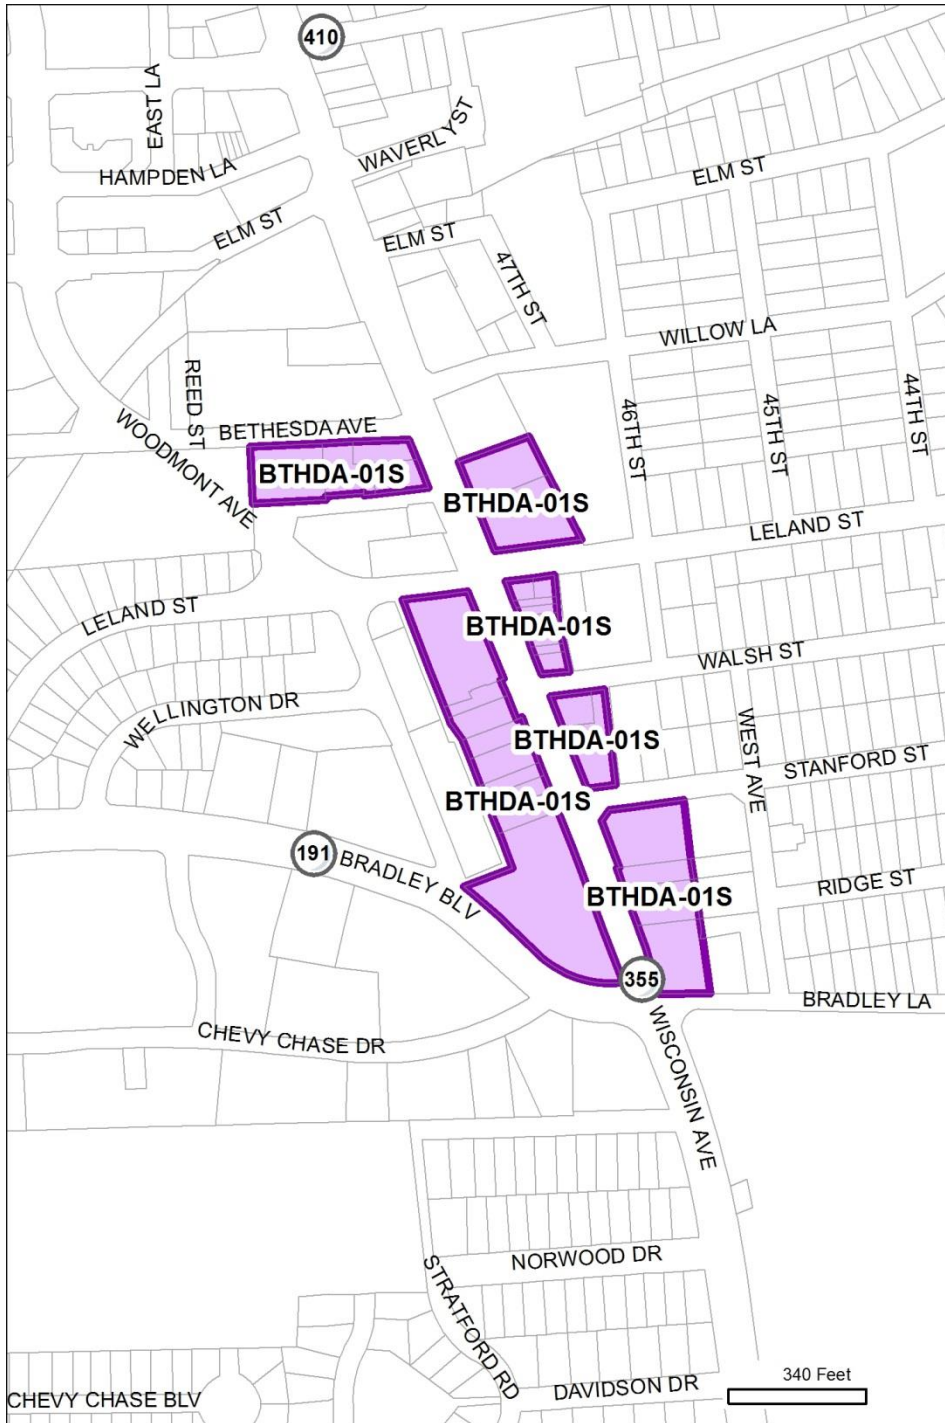 410
EAST LA
WAVERLY ST
HAMPDEN LA
ELM ST
ELM ST
ELM ST
47TH ST
WILLOW LA
REED ST
46TH ST
45TH ST
44TH ST
BETHESDA AVE
WOODMONT AVE
BTHDA-01S
BTHDA-01S
LELAND ST
LELAND ST
BTHDA-01S
WALSH ST
WELLINGTON DR
BTHDA-01S
WEST AVE
STANFORD ST
BTHDA-01S
191
BRADLEY BLV
RIDGE ST
BTHDA-01S
355
BRADLEY LA
CHEVY CHASE DR
WISCONSIN AVE
NORWOOD DR
STRATFORD RD
340 Feet
DAVIDSON DR
CHEVY CHASE BLV